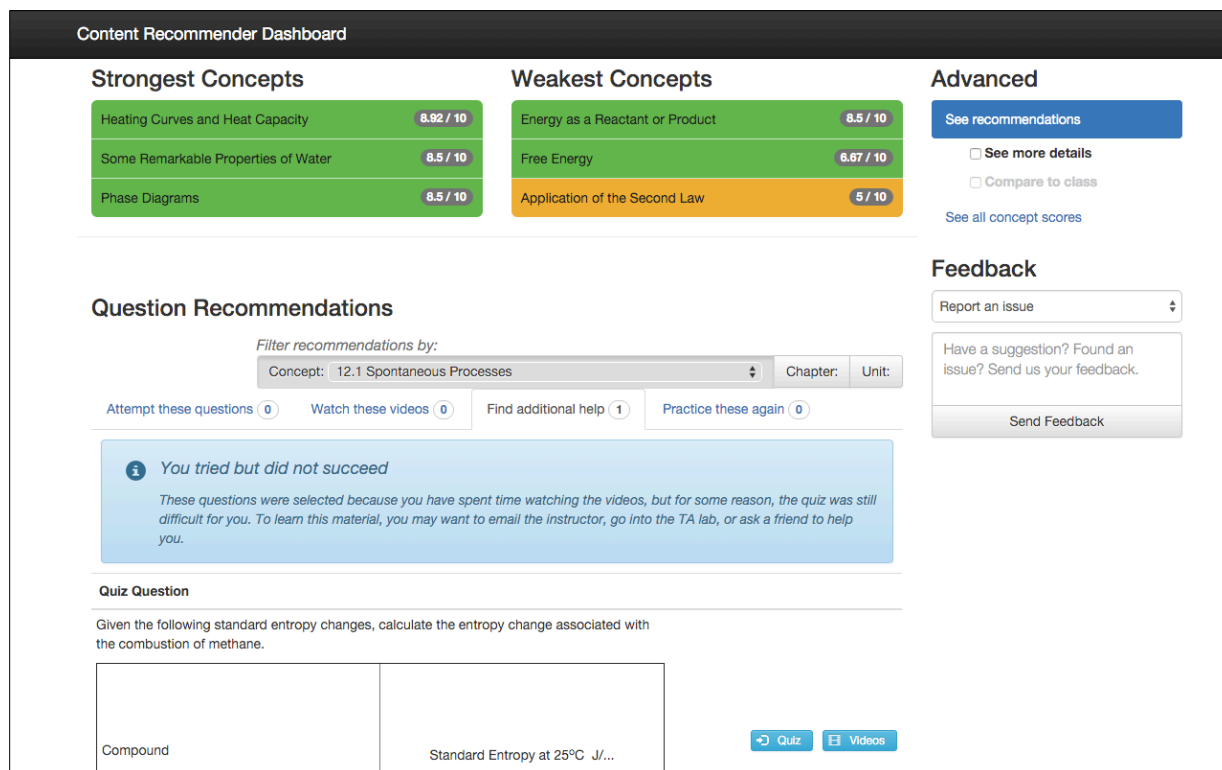 Content Recommender Dashboard
Strongest Concepts
Heating Curves and Heat Capacity 8.92 / 10
Some Remarkable Properties of Water 8.5 / 10
Phase Diagrams 8.5 / 10
Weakest Concepts
Energy as a Reactant or Product 8.5 / 10
Free Energy 6.67 / 10
Application of the Second Law 5 / 10
Advanced
See recommendations
See more details
Compare to class
See all concept scores
Feedback
Report an issue
Have a suggestion? Found an
issue? Send us your feedback.
Send Feedback
Question Recommendations
Filter recommendations by:
Concept: 12.1 Spontaneous Processes Chapter: Unit:
Attempt these questions 0 Watch these videos 0 Find additional help 1 Practice these again 0
You tried but did not succeed
These questions were selected because you have spent time watching the videos, but for some reason, the quiz was still
difficult for you. To learn this material, you may want to email the instructor, go into the TA lab, or ask a friend to help
you.
Quiz Question
Given the following standard entropy changes, calculate the entropy change associated with
the combustion of methane.
Compound Standard Entropy at 25ºC J/...
Quiz Videos